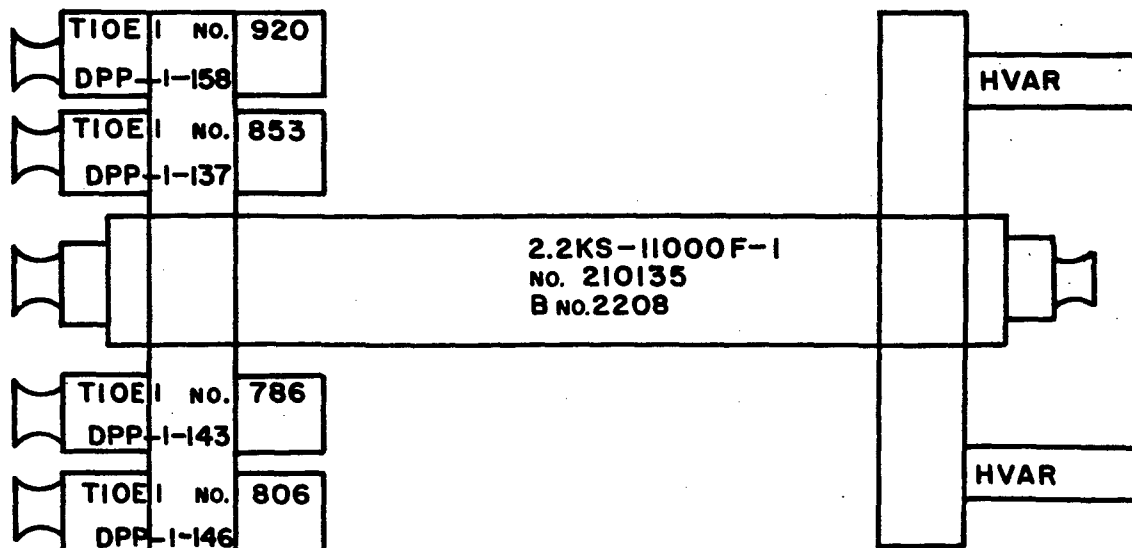 TIOE 1 NO. 920
DPP-1-158
HVAR
TIOE 1 NO. 853
DPP-1-137
2.2KS-11000F-1
NO. 210135
B NO. 2208
TIOE 1 NO. 786
DPP-1-143
HVAR
TIOE 1 NO. 806
DPP-1-146